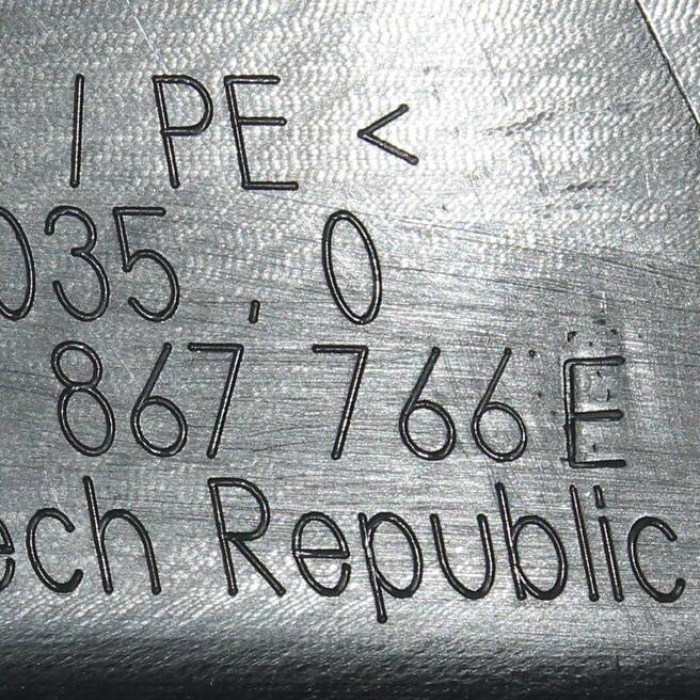 I PE <
035 . 0
867 766 E
ech Republic